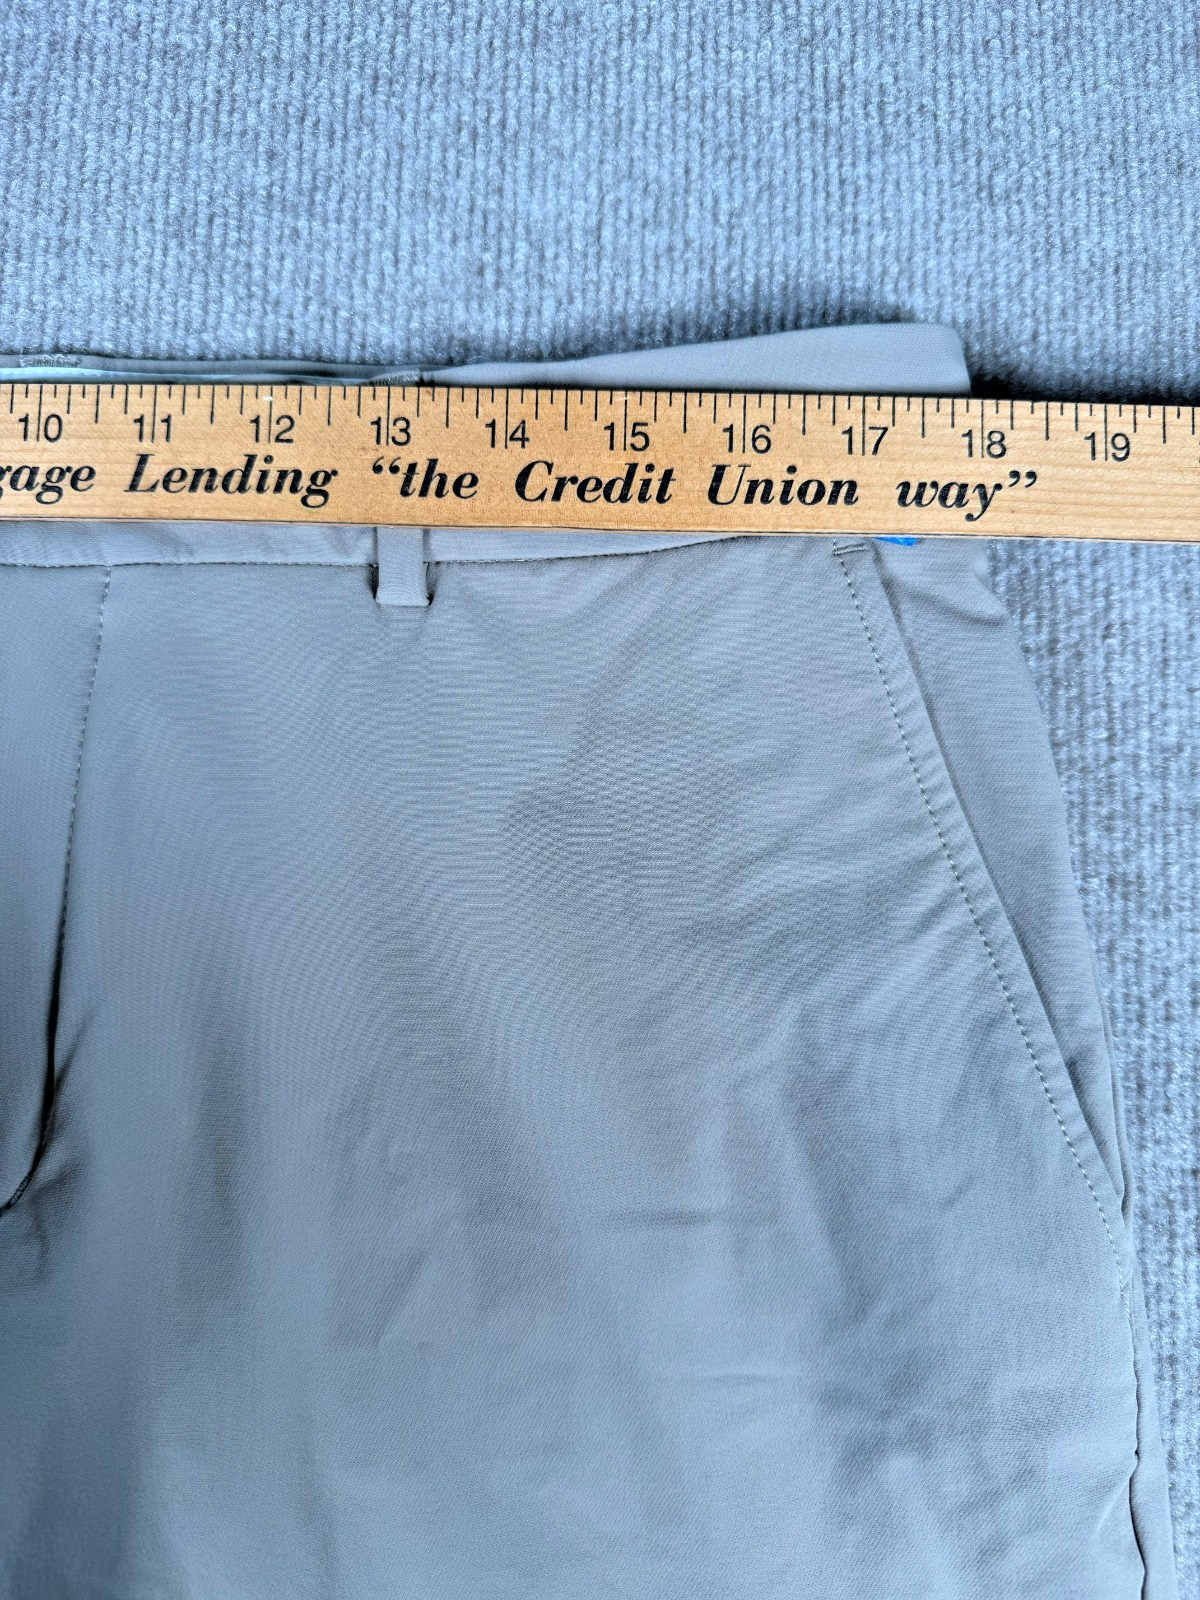 10 11 12 13 14 15 16 17 18 19
gage Lending “the Credit Union way”